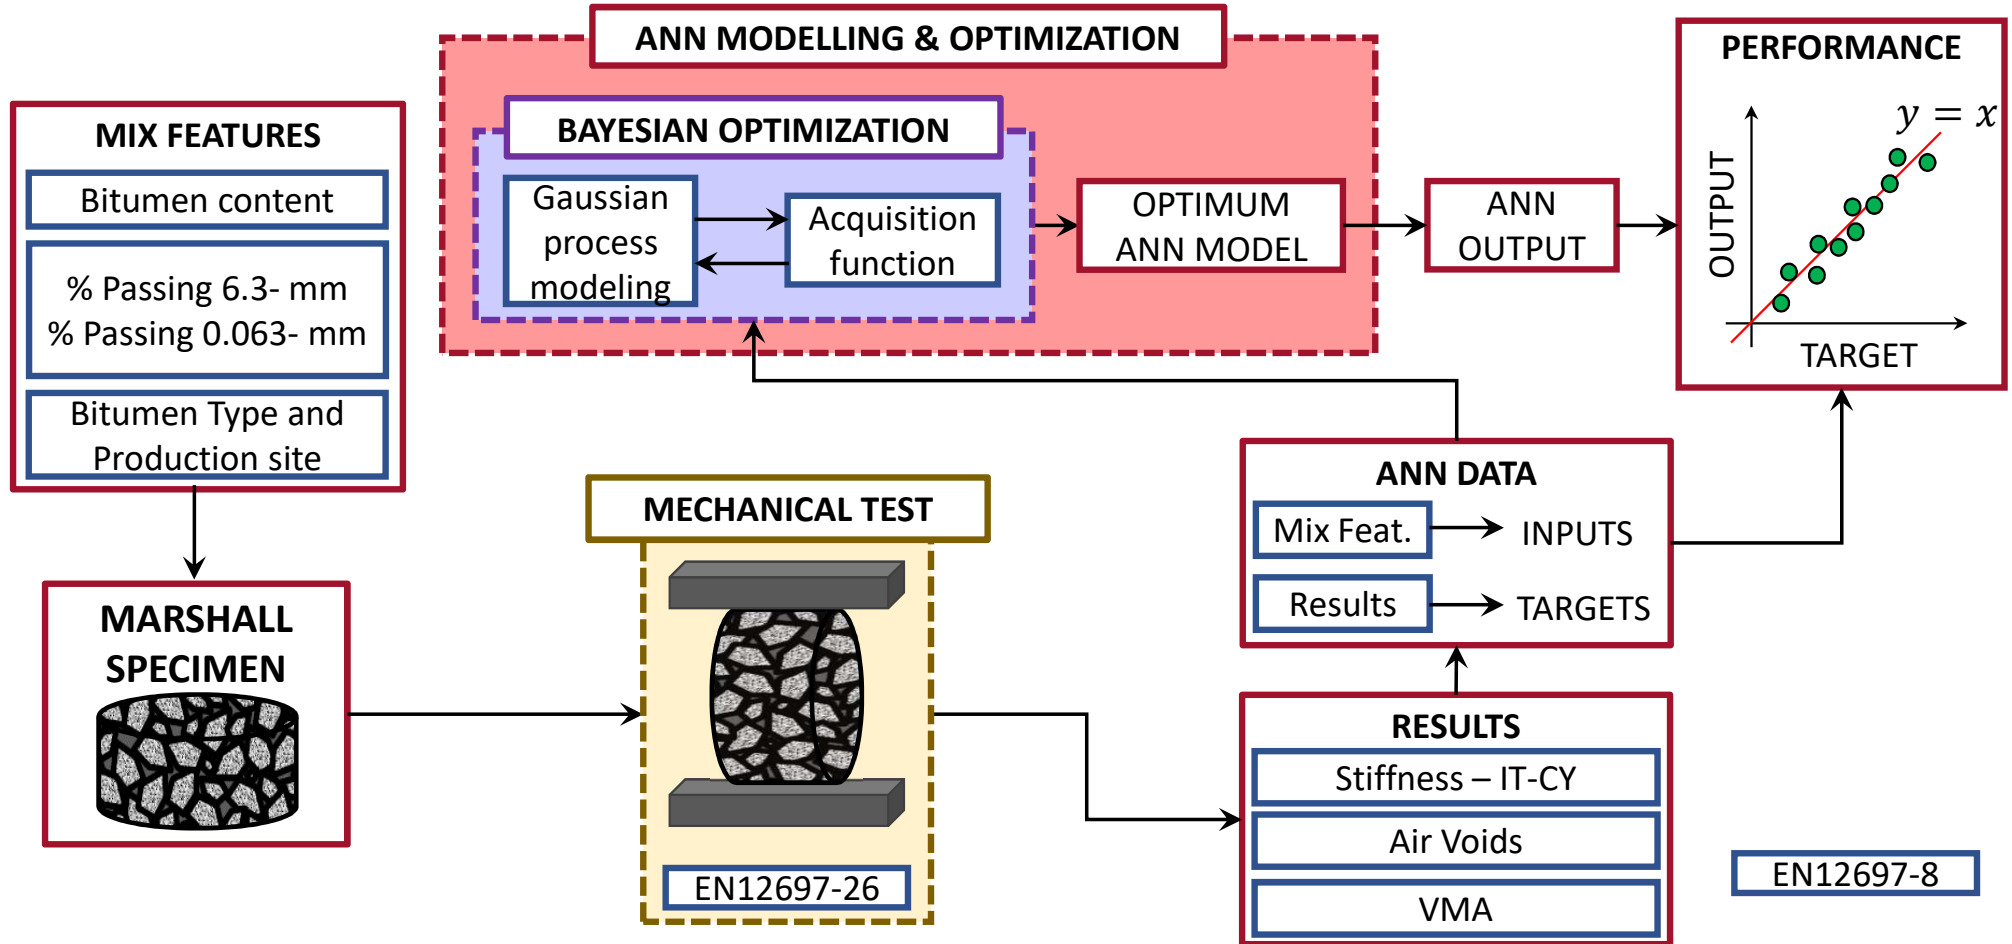 ANN MODELLING & OPTIMIZATION
BAYESIAN OPTIMIZATION
Gaussian
process
modeling
Acquisition
function
OPTIMUM
ANN MODEL
ANN
OUTPUT
PERFORMANCE
y = x
OUTPUT
TARGET
MIX FEATURES
Bitumen content
% Passing 6.3- mm
% Passing 0.063- mm
Bitumen Type and
Production site
MARSHALL
SPECIMEN
MECHANICAL TEST
EN12697-26
ANN DATA
Mix Feat.
INPUTS
Results
TARGETS
RESULTS
Stiffness – IT-CY
Air Voids
VMA
EN12697-8